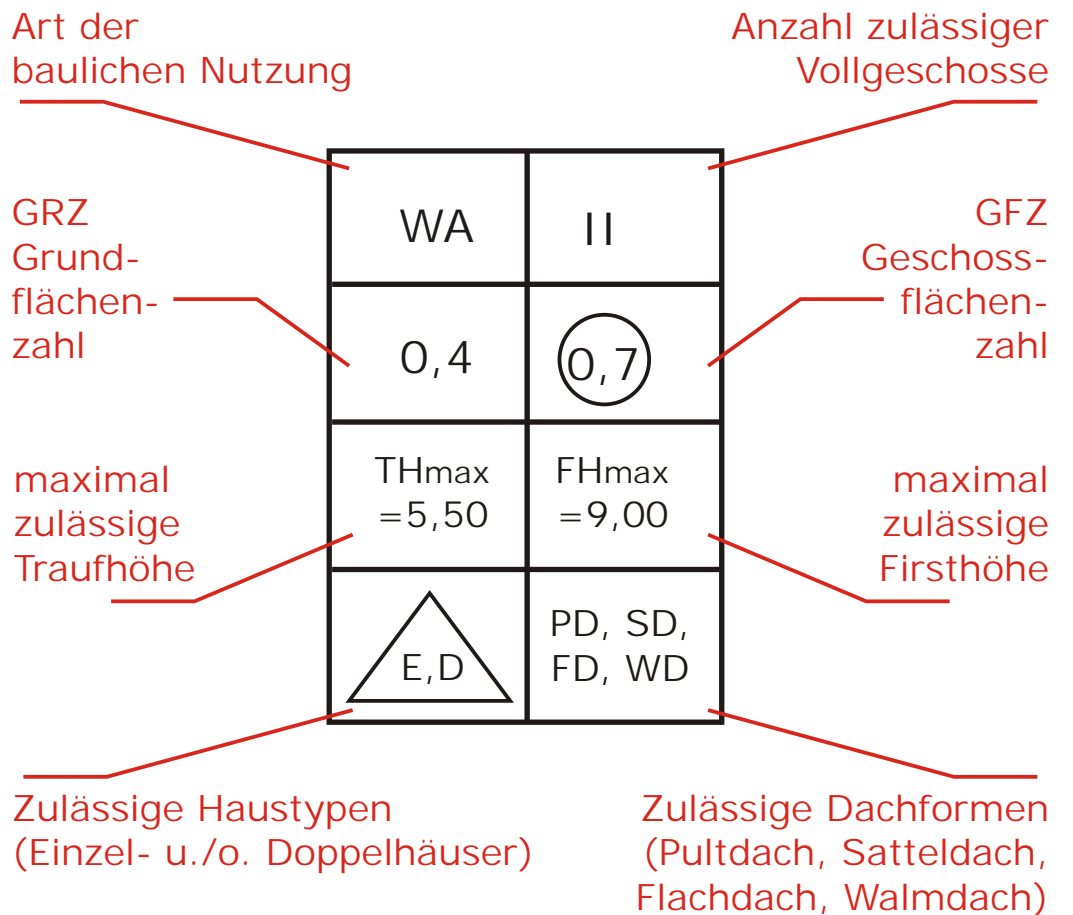 Art der
baulichen Nutzung
Anzahl zulässiger
Vollgeschosse
WA
II
GRZ
Grund-
flächen-
zahl
GFZ
Geschoss-
flächen-
zahl
0,4
0,7
THmax
=5,50
FHmax
=9,00
maximal
zulässige
Traufhöhe
maximal
zulässige
Firsthöhe
E,D
PD, SD,
FD, WD
Zulässige Haustypen
(Einzel- u./o. Doppelhäuser)
Zulässige Dachformen
(Pultdach, Satteldach,
Flachdach, Walmdach)